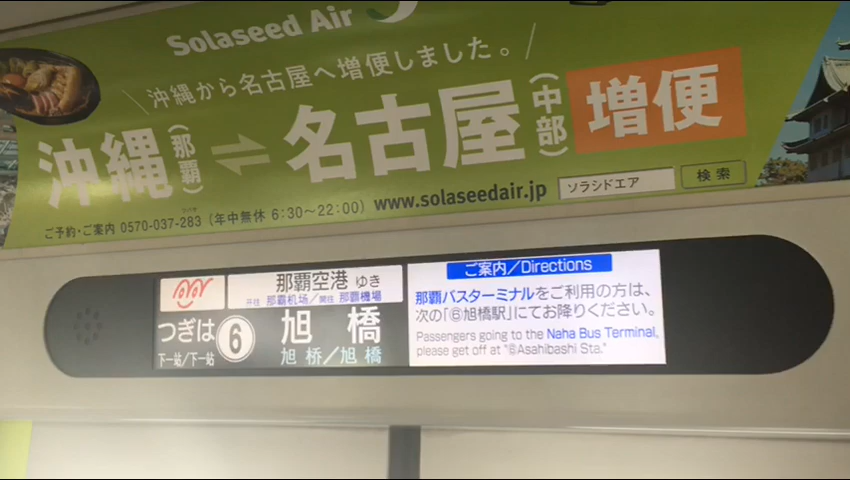 Solaseed Air
沖縄から名古屋へ増便しました。
沖縄(那覇)⇌名古屋(中部)増便
ご予約・ご案内 0570-037-283 (年中無休 6:30～22:00) www.solaseedair.jp ソラシドエア 検索
那覇空港 ゆき
开往 那霸机场／開往 那覇機場
つぎは 6 旭橋
下一站/下一站 旭桥/旭橋
ご案内/Directions
那覇バスターミナルをご利用の方は、
次の「⑥旭橋駅」にてお降りください。
Passengers going to the Naha Bus Terminal,
please get off at "⑥Asahibashi Sta."